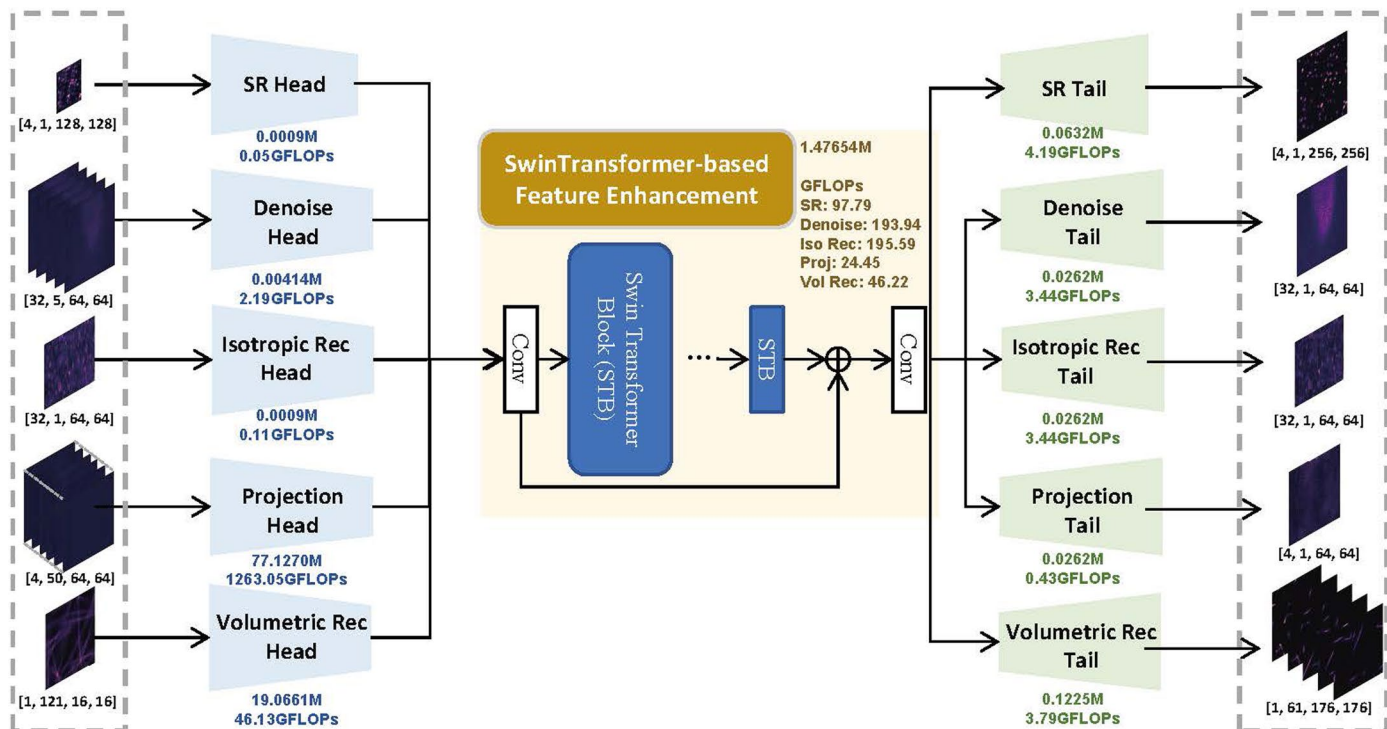 [4, 1, 128, 128]
[32, 5, 64, 64]
[32, 1, 64, 64]
[4, 50, 64, 64]
[1, 121, 16, 16]
SR Head
0.0009M
0.05GFLOPs
Denoise
Head
0.00414M
2.19GFLOPs
Isotropic Rec
Head
0.0009M
0.11GFLOPs
Projection
Head
77.1270M
1263.05GFLOPs
Volumetric Rec
Head
19.0661M
46.13GFLOPs
SwinTransformer-based
Feature Enhancement
1.47654M
GFLOPs
SR: 97.79
Denoise: 193.94
Iso Rec: 195.59
Proj: 24.45
Vol Rec: 46.22
Conv
Swin Transformer
Block (STB)
...
STB
Conv
SR Tail
0.0632M
4.19GFLOPs
Denoise
Tail
0.0262M
3.44GFLOPs
Isotropic Rec
Tail
0.0262M
3.44GFLOPs
Projection
Tail
0.0262M
0.43GFLOPs
Volumetric Rec
Tail
0.1225M
3.79GFLOPs
[4, 1, 256, 256]
[32, 1, 64, 64]
[32, 1, 64, 64]
[4, 1, 64, 64]
[1, 61, 176, 176]